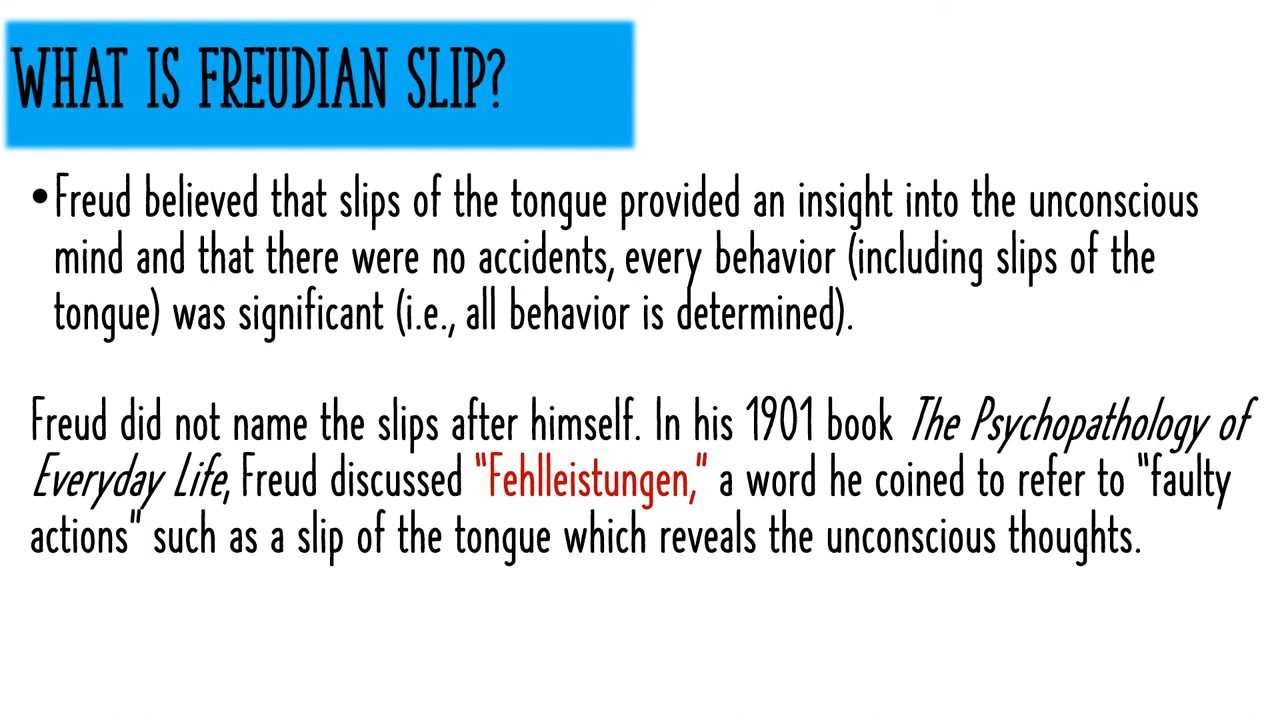 WHAT IS FREUDIAN SLIP?
•Freud believed that slips of the tongue provided an insight into the unconscious
mind and that there were no accidents, every behavior (including slips of the
tongue) was significant (i.e., all behavior is determined).
Freud did not name the slips after himself. In his 1901 book The Psychopathology of
Everyday Life, Freud discussed "Fehlleistungen," a word he coined to refer to "faulty
actions" such as a slip of the tongue which reveals the unconscious thoughts.